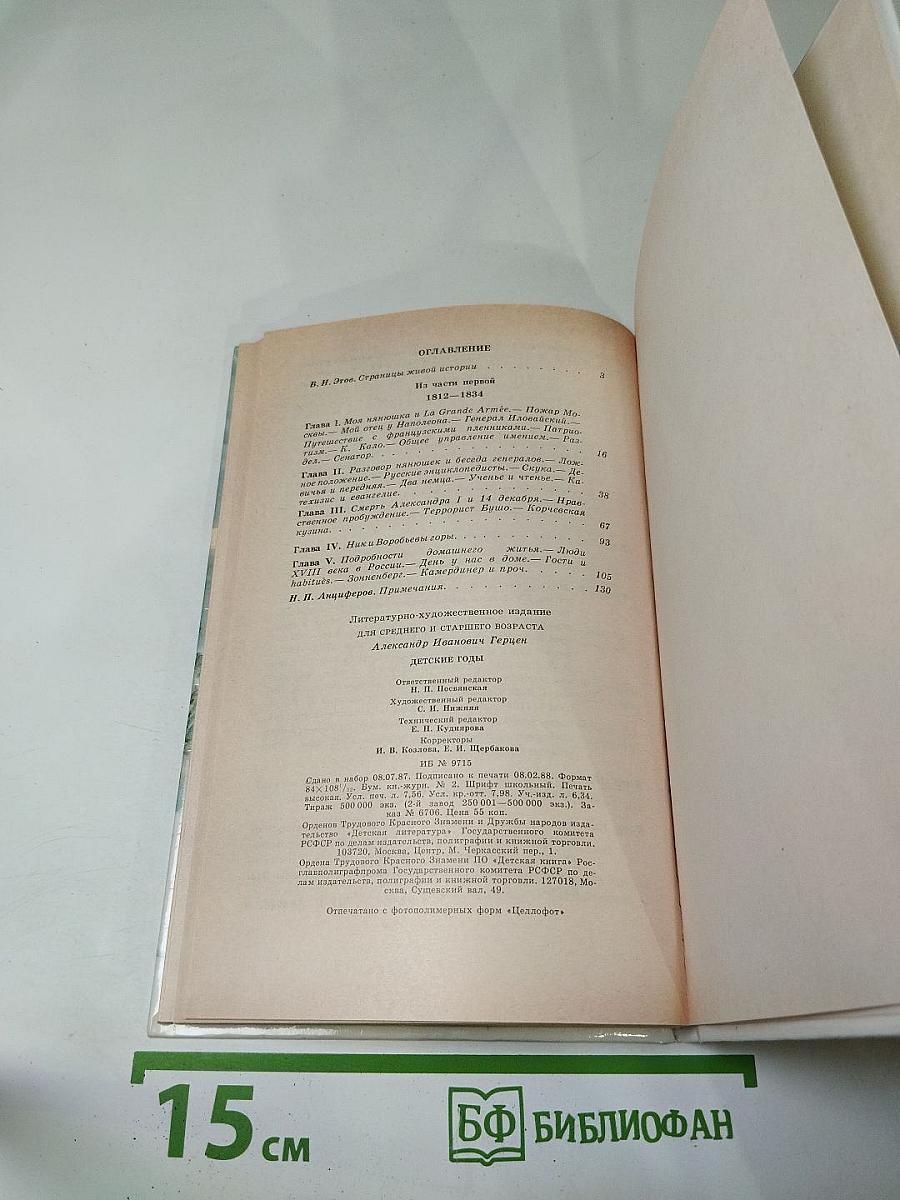 ОГЛАВЛЕНИЕ
В. И. Этов. Страницы живой истории . . . . . . . . 3
Из части первой
1812—1834
Глава I. Моя нянюшка и La Grande Armée.— Пожар Мо-
сквы.— Мой отец у Наполеона.— Генерал Иловайский.—
Путешествие с французскими пленниками.— Патрио-
тизм.— К. Кало.— Общее управление имением.— Раз-
дел.— Сенатор. . . . . . . . . . . . . . 16
Глава II. Разговор нянюшек и беседа генералов.— Лож-
ное положение.— Русские энциклопедисты.— Скука.— Де-
вичья и передняя.— Два немца.— Ученье и чтенье.— Ка-
техизис и евангелие. . . . . . . . . . . . 38
Глава III. Смерть Александра I и 14 декабря.— Нрав-
ственное пробуждение.— Террорист Бушо.— Корчевская
кузина. . . . . . . . . . . . . . . . 67
Глава IV. Ник и Воробьевы горы. . . . . . . . . 93
Глава V. Подробности домашнего житья.— Люди
XVIII века в России.— День у нас в доме.— Гости и
habitués.— Зонненберг.— Камердинер и проч. . . . . . 105
Н. П. Анциферов. Примечания. . . . . . . . . . 130
Литературно-художественное издание
ДЛЯ СРЕДНЕГО И СТАРШЕГО ВОЗРАСТА
Александр Иванович Герцен
ДЕТСКИЕ ГОДЫ
Ответственный редактор
Н. П. Посвянская
Художественный редактор
С. И. Нижняя
Технический редактор
Е. П. Кудиярова
Корректоры
И. В. Козлова, Е. И. Щербакова
ИБ № 9715
Сдано в набор 08.07.87. Подписано к печати 08.02.88. Формат
84×108¹/₃₂. Бум. кн.-журн. № 2. Шрифт школьный. Печать
высокая. Усл. печ. л. 7,56. Усл. кр.-отт. 7,98. Уч.-изд. л. 6,34.
Тираж 500 000 экз. (2-й завод 250 001—500 000 экз.). За-
каз № 6706. Цена 55 коп.
Орденов Трудового Красного Знамени и Дружбы народов изда-
тельство «Детская литература» Государственного комитета
РСФСР по делам издательств, полиграфии и книжной торговли.
103720, Москва, Центр, М. Черкасский пер., 1.
Ордена Трудового Красного Знамени ПО «Детская книга» Рос-
главполиграфпрома Государственного комитета РСФСР по де-
лам издательств, полиграфии и книжной торговли. 127018, Мо-
сква, Сущевский вал, 49.
Отпечатано с фотополимерных форм «Целлофот»
15 см
БФ БИБЛИОФАН